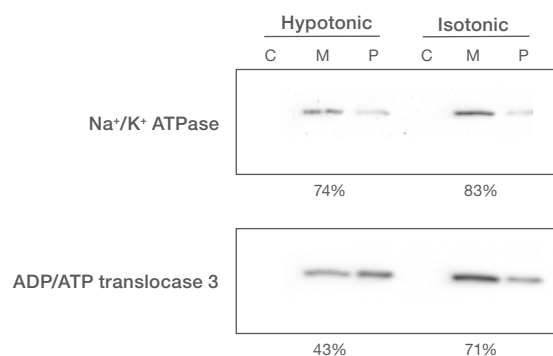 Hypotonic Isotonic
C M P C M P
Na⁺/K⁺ ATPase
74% 83%
ADP/ATP translocase 3
43% 71%